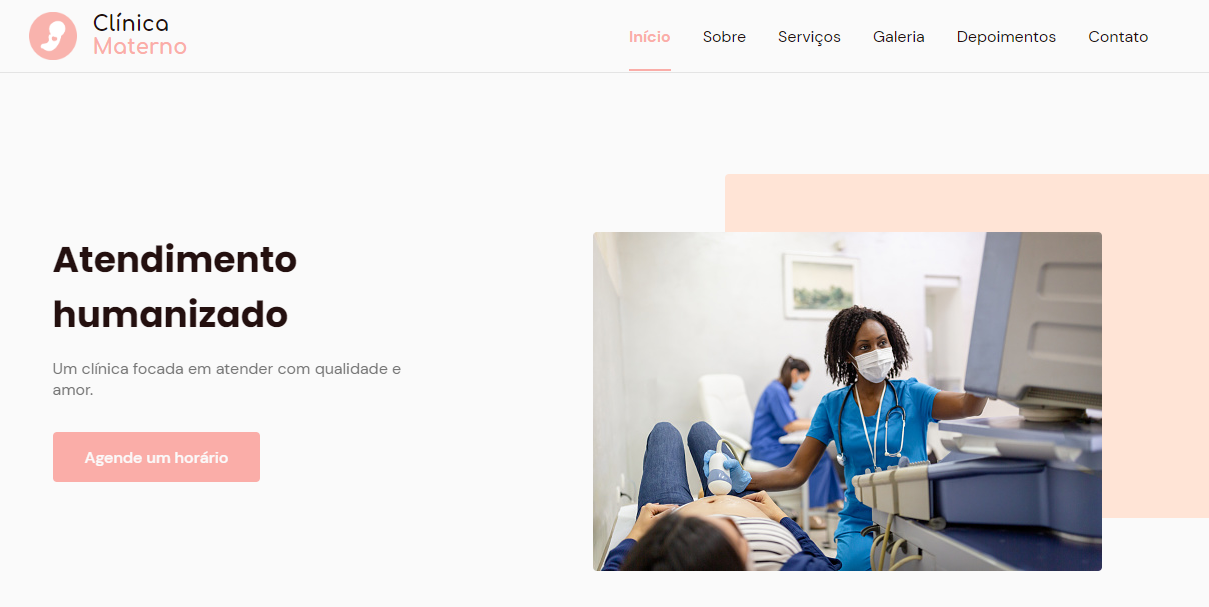 Clínica
Materno
Início Sobre Serviços Galeria Depoimentos Contato
Atendimento
humanizado
Um clínica focada em atender com qualidade e
amor.
Agende um horário